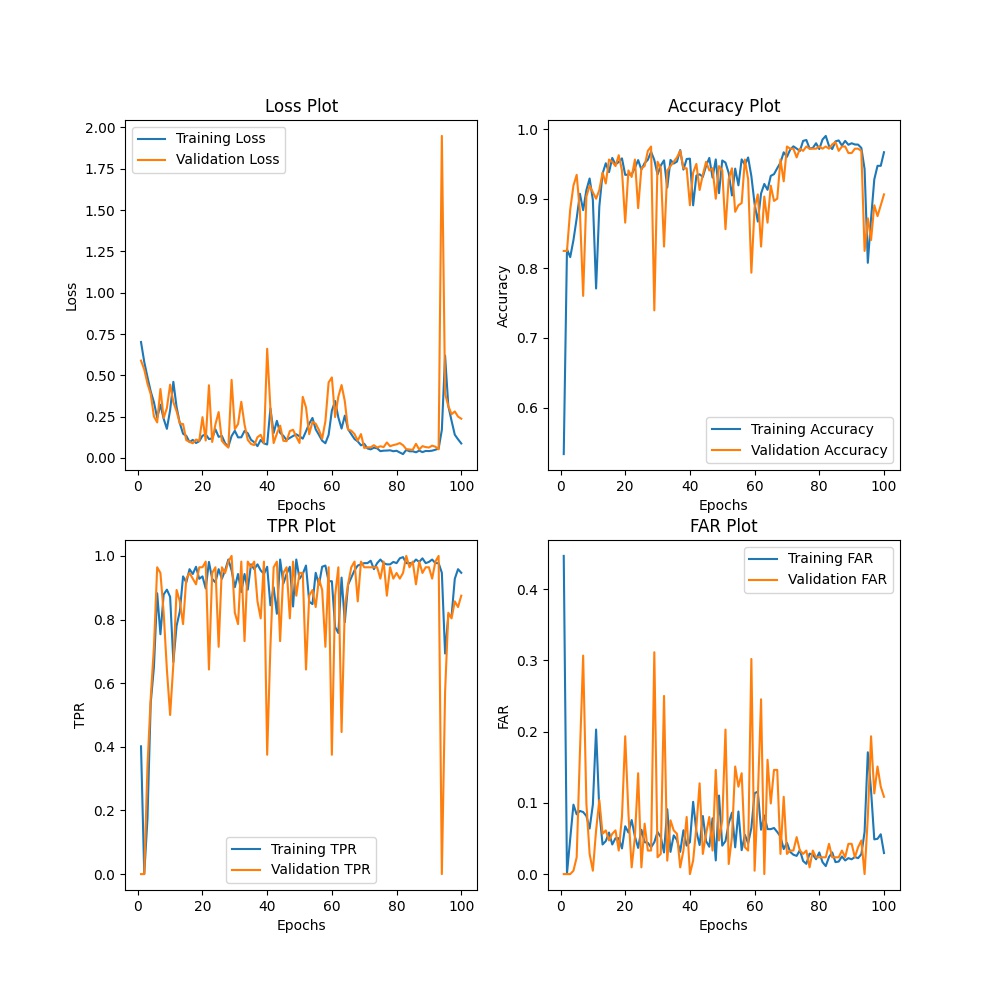 Loss Plot
2.00
1.75
1.50
1.25
1.00
0.75
0.50
0.25
0.00
Loss
Training Loss
Validation Loss
0 20 40 60 80 100
Epochs
Accuracy Plot
1.0
0.9
0.8
0.7
0.6
Accuracy
Training Accuracy
Validation Accuracy
0 20 40 60 80 100
Epochs
TPR Plot
1.0
0.8
0.6
0.4
0.2
0.0
TPR
Training TPR
Validation TPR
0 20 40 60 80 100
Epochs
FAR Plot
0.4
0.3
0.2
0.1
0.0
FAR
Training FAR
Validation FAR
0 20 40 60 80 100
Epochs